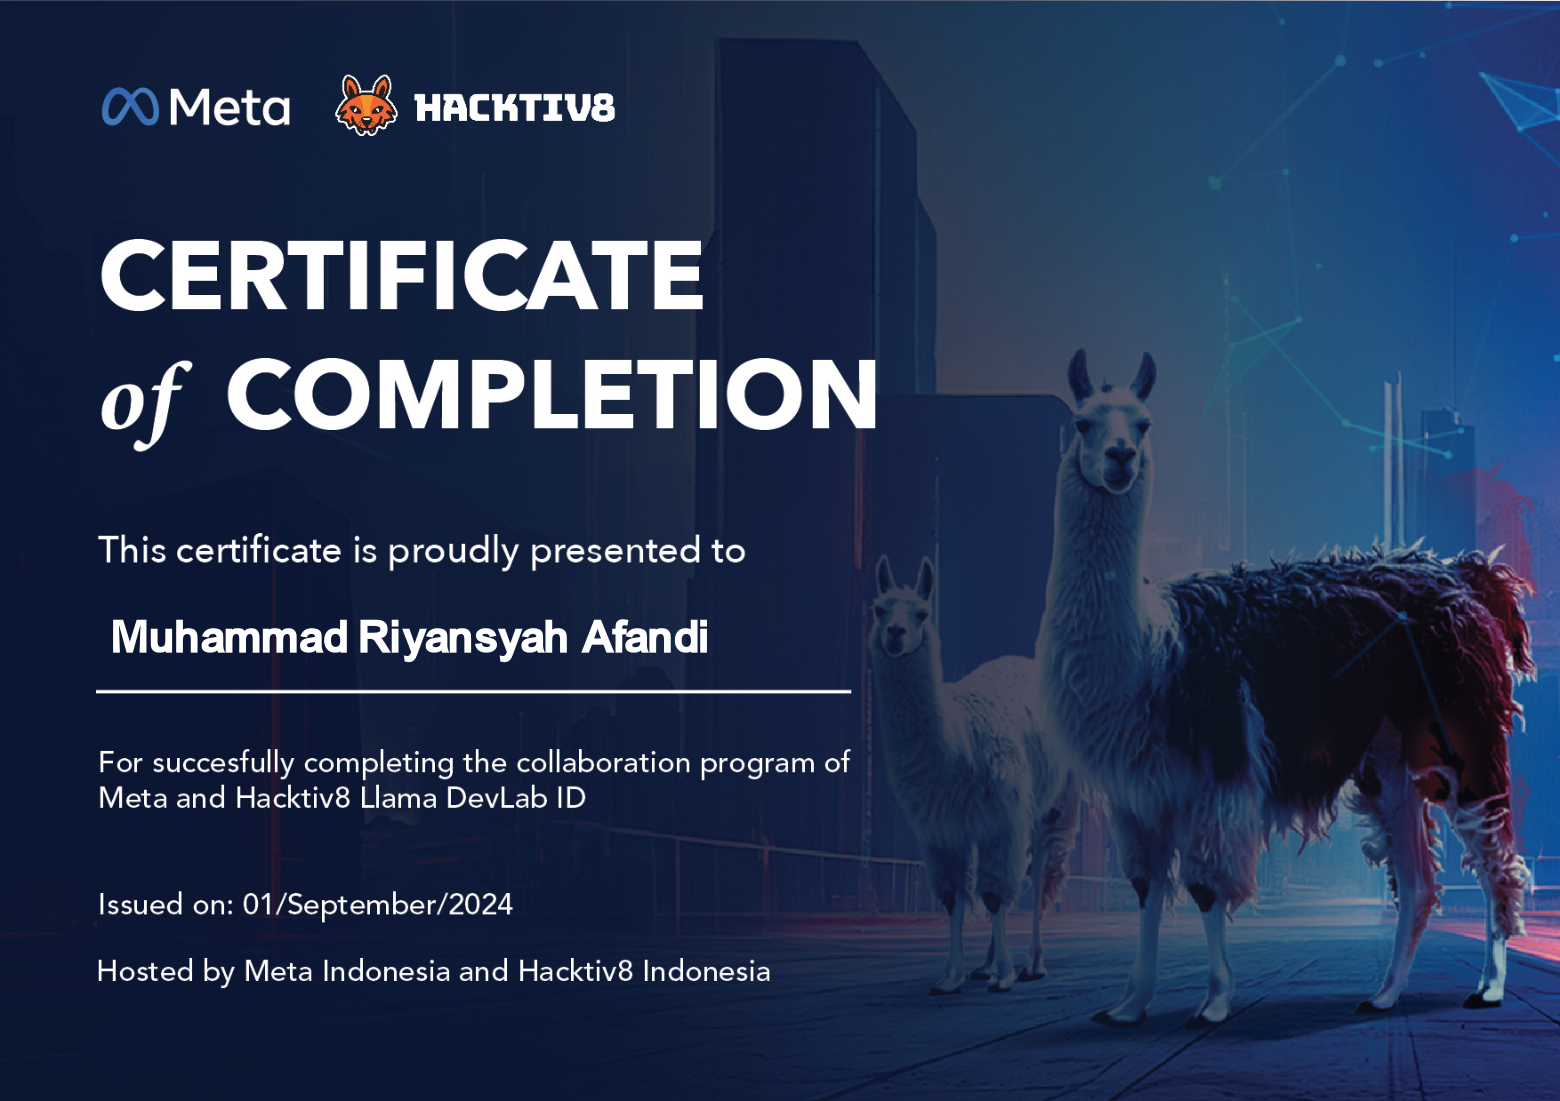 Meta HACKTIV8
CERTIFICATE
of COMPLETION
This certificate is proudly presented to
Muhammad Riyansyah Afandi
For succesfully completing the collaboration program of
Meta and Hacktiv8 Llama DevLab ID
Issued on: 01/September/2024
Hosted by Meta Indonesia and Hacktiv8 Indonesia